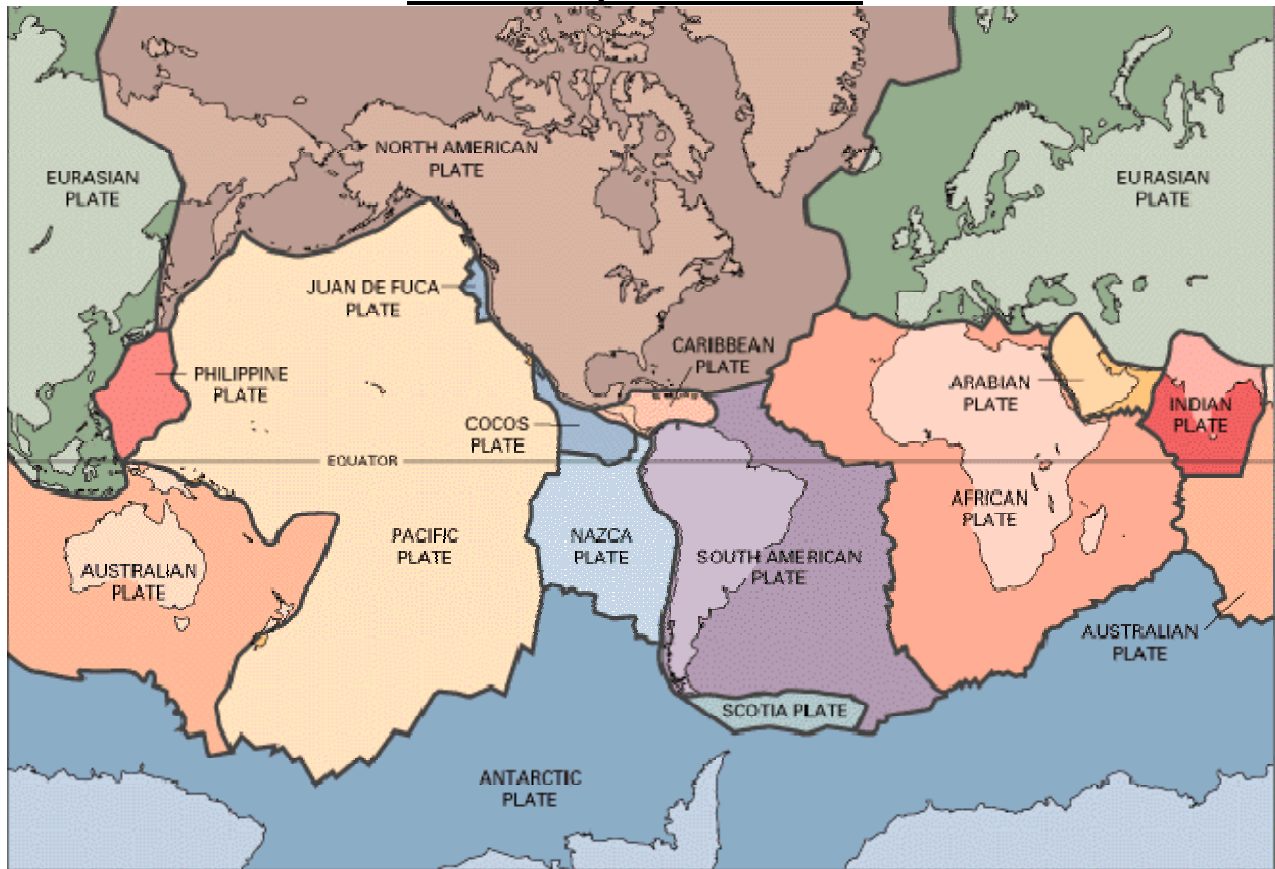 NORTH AMERICAN
PLATE
EURASIAN
PLATE
EURASIAN
PLATE
JUAN DE FUCA
PLATE
CARIBBEAN
PLATE
PHILIPPINE
PLATE
ARABIAN
PLATE
INDIAN
PLATE
COCOS
PLATE
EQUATOR
AFRICAN
PLATE
PACIFIC
PLATE
NAZCA
PLATE
SOUTH AMERICAN
PLATE
AUSTRALIAN
PLATE
AUSTRALIAN
PLATE
SCOTIA PLATE
ANTARCTIC
PLATE